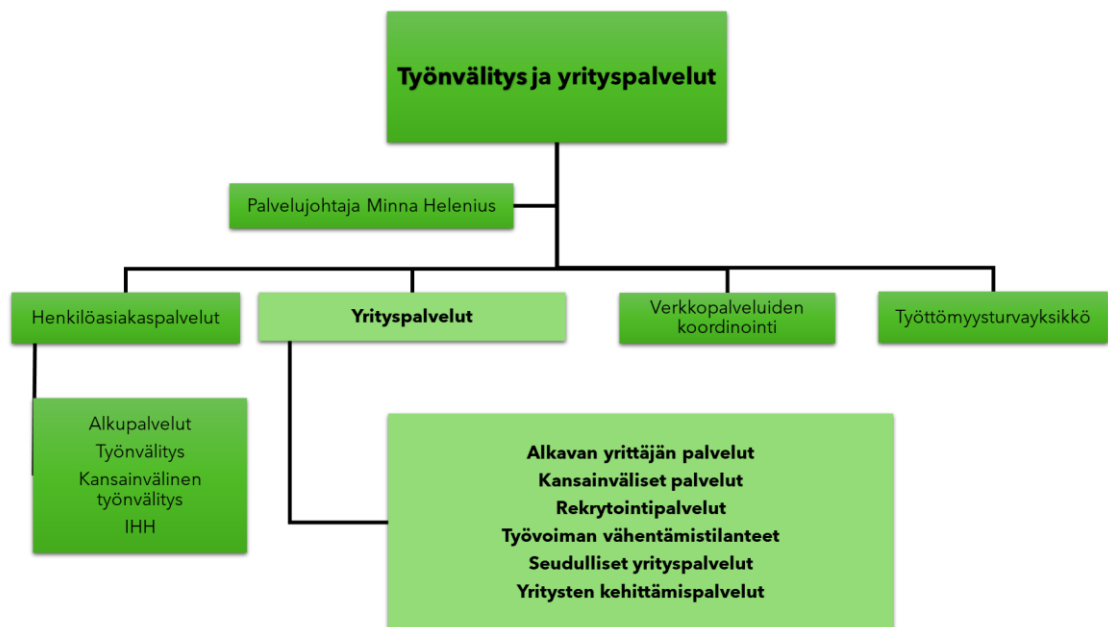 Työnvälitys ja yrityspalvelut
Palvelujohtaja Minna Helenius
Henkilöasiakaspalvelut
Yrityspalvelut
Verkkopalveluiden
koordinointi
Työttömyysturvayksikkö
Alkupalvelut
Työnvälitys
Kansainvälinen
työnvälitys
IHH
Alkavan yrittäjän palvelut
Kansainväliset palvelut
Rekrytointipalvelut
Työvoiman vähentämistilanteet
Seudulliset yrityspalvelut
Yritysten kehittämispalvelut